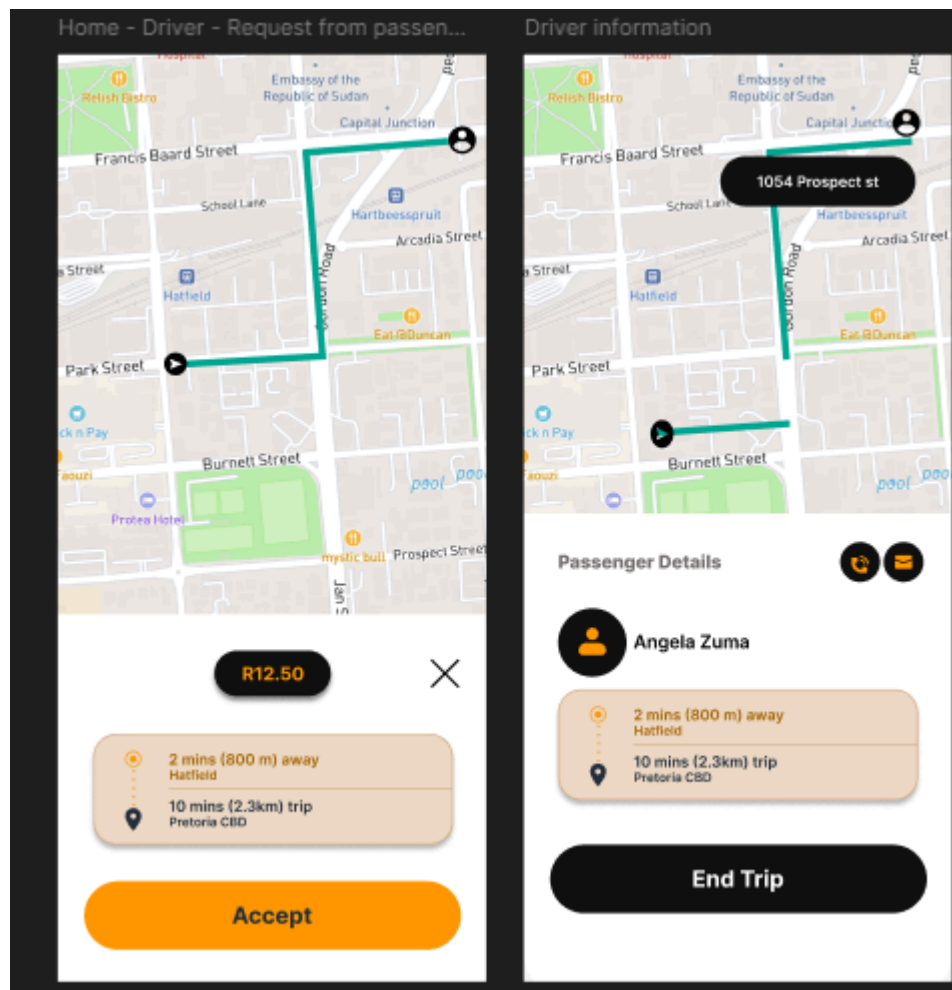 Home - Driver - Request from passen...
Relish Bistro
Embassy of the
Republic of Sudan
Capital Junction
Francis Baard Street
School Lane
Hartbeesspruit
Arcadia Street
Street
Hatfield
Eat @Duncan
Park Street
ck n Pay
Burnett Street
pool
Protea Hotel
mystic bull
Prospect Street
Jan S
R12.50
2 mins (800 m) away
Hatfield
10 mins (2.3km) trip
Pretoria CBD
Accept
Driver information
Relish Bistro
Embassy of the
Republic of Sudan
Capital Junctio
Francis Baard Street
1054 Prospect st
School Lane
Hartbeesspruit
Arcadia Street
Street
Hatfield
Eat @Duncan
Park Street
ck n Pay
Burnett Street
pool
Passenger Details
Angela Zuma
2 mins (800 m) away
Hatfield
10 mins (2.3km) trip
Pretoria CBD
End Trip